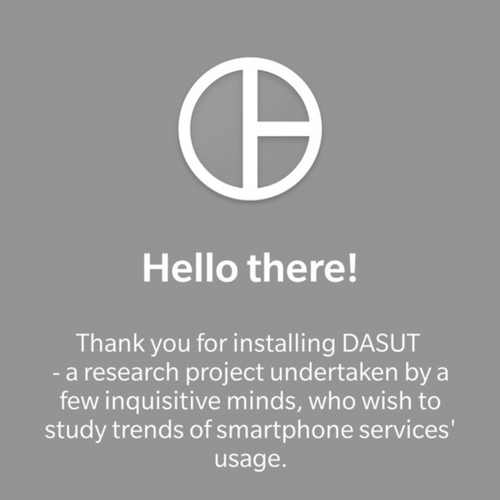 Hello there!
Thank you for installing DASUT
- a research project undertaken by a
few inquisitive minds, who wish to
study trends of smartphone services'
usage.